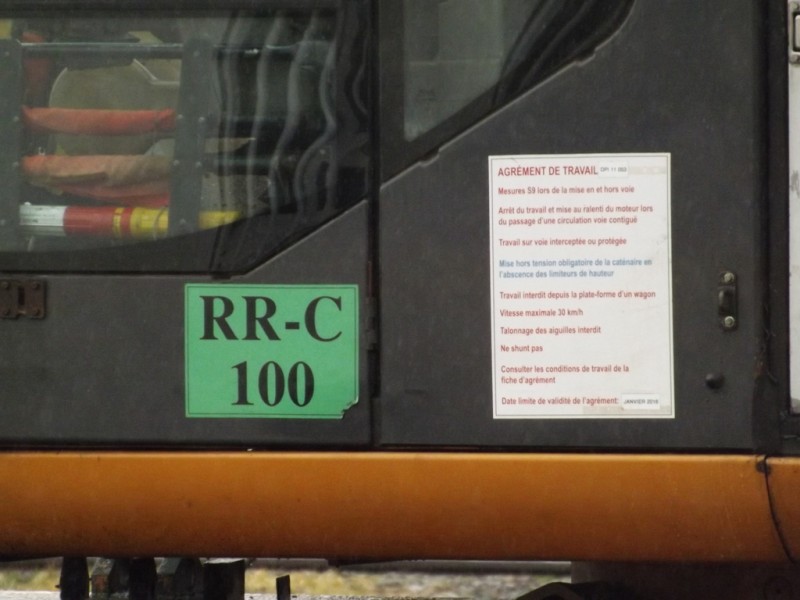 RR-C
100
AGRÉMENT DE TRAVAIL
Mesures S9 lors de la mise en et hors voie
Arrêt du travail et mise au ralenti du moteur lors
du passage d'une circulation voie contigué
Travail sur voie interceptée ou protégée
Mise hors tension obligatoire de la caténaire en
l'abscence des limiteurs de hauteur
Travail interdit depuis la plate-forme d'un wagon
Vitesse maximale 30 km/h
Talonnage des aiguilles interdit
Ne shunt pas
Consulter les conditions de travail de la
fiche d'agrément
Date limite de validité de l'agrément: JANVIER